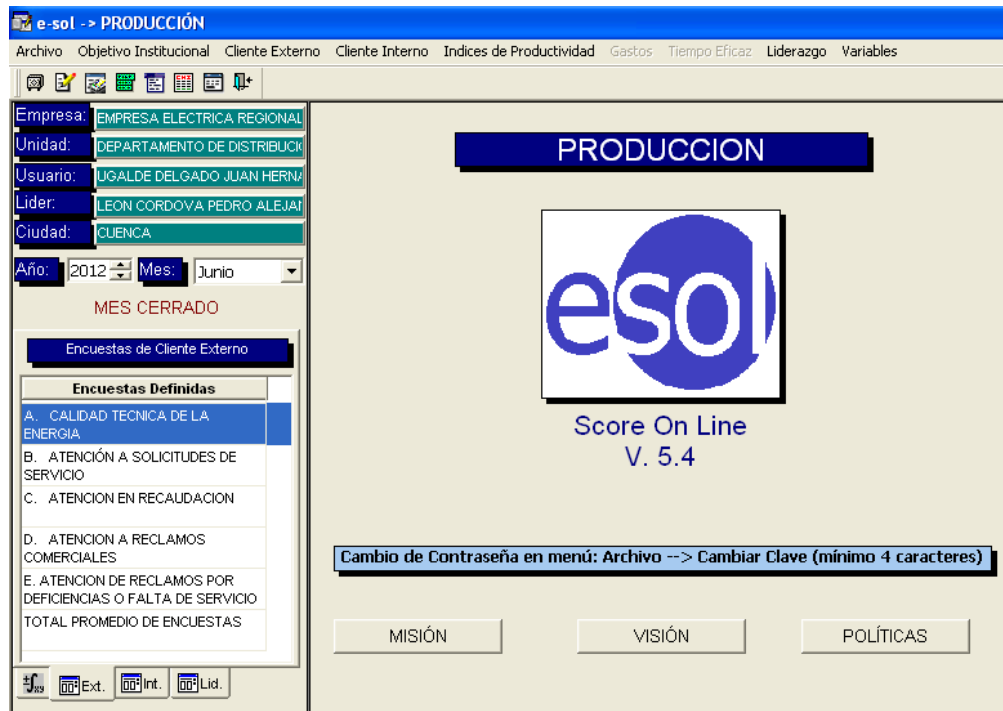 e-sol -> PRODUCCIÓN
Archivo Objetivo Institucional Cliente Externo Cliente Interno Indices de Productividad Gastos Tiempo Eficaz Liderazgo Variables
Empresa: EMPRESA ELECTRICA REGIONAL
Unidad: DEPARTAMENTO DE DISTRIBUCI
Usuario: UGALDE DELGADO JUAN HERNA
Lider: LEON CORDOVA PEDRO ALEJA
Ciudad: CUENCA
Año: 2012 Mes: Junio
MES CERRADO
Encuestas de Cliente Externo
Encuestas Definidas
A. CALIDAD TECNICA DE LA
ENERGIA
B. ATENCIÓN A SOLICITUDES DE
SERVICIO
C. ATENCION EN RECAUDACION
D. ATENCION A RECLAMOS
COMERCIALES
E. ATENCION DE RECLAMOS POR
DEFICIENCIAS O FALTA DE SERVICIO
TOTAL PROMEDIO DE ENCUESTAS
Ext. Int. Lid.
PRODUCCION
esol
Score On Line
V. 5.4
Cambio de Contraseña en menú: Archivo --> Cambiar Clave (mínimo 4 caracteres)
MISIÓN VISIÓN POLÍTICAS